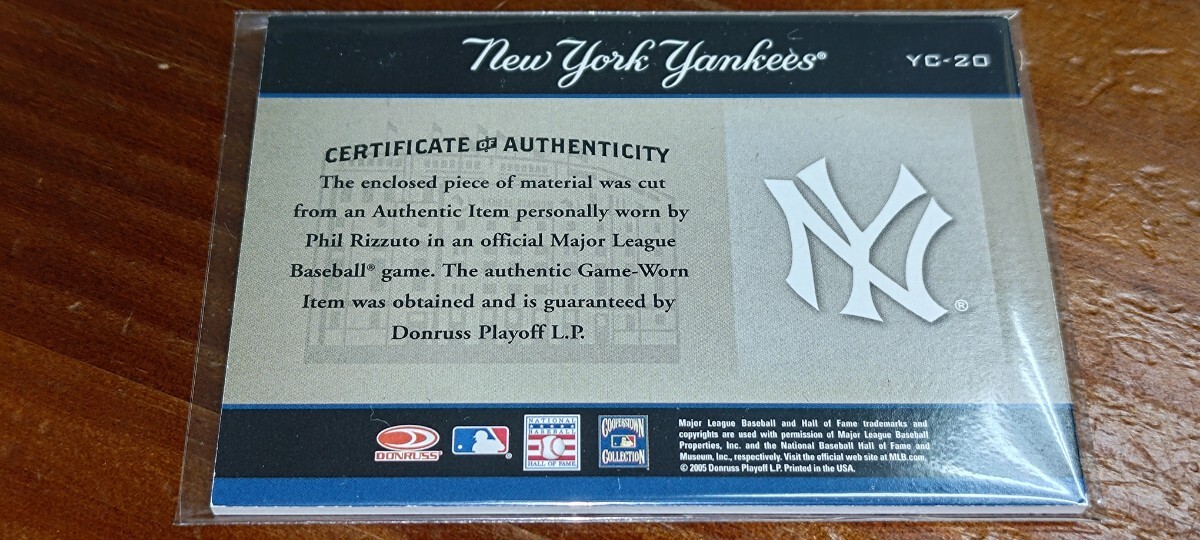 New York Yankees®
YC-20
CERTIFICATE OF AUTHENTICITY
The enclosed piece of material was cut
from an Authentic Item personally worn by
Phil Rizzuto in an official Major League
Baseball® game. The authentic Game-Worn
Item was obtained and is guaranteed by
Donruss Playoff L.P.
NY
®
DONRUSS
NATIONAL
BASEBALL
HALL OF FAME
COOPERSTOWN
COLLECTION
Major League Baseball and Hall of Fame trademarks and
copyrights are used with permission of Major League Baseball
Properties, Inc. and the National Baseball Hall of Fame and
Museum, Inc., respectively. Visit the official web site at MLB.com.
© 2005 Donruss Playoff L.P. Printed in the USA.